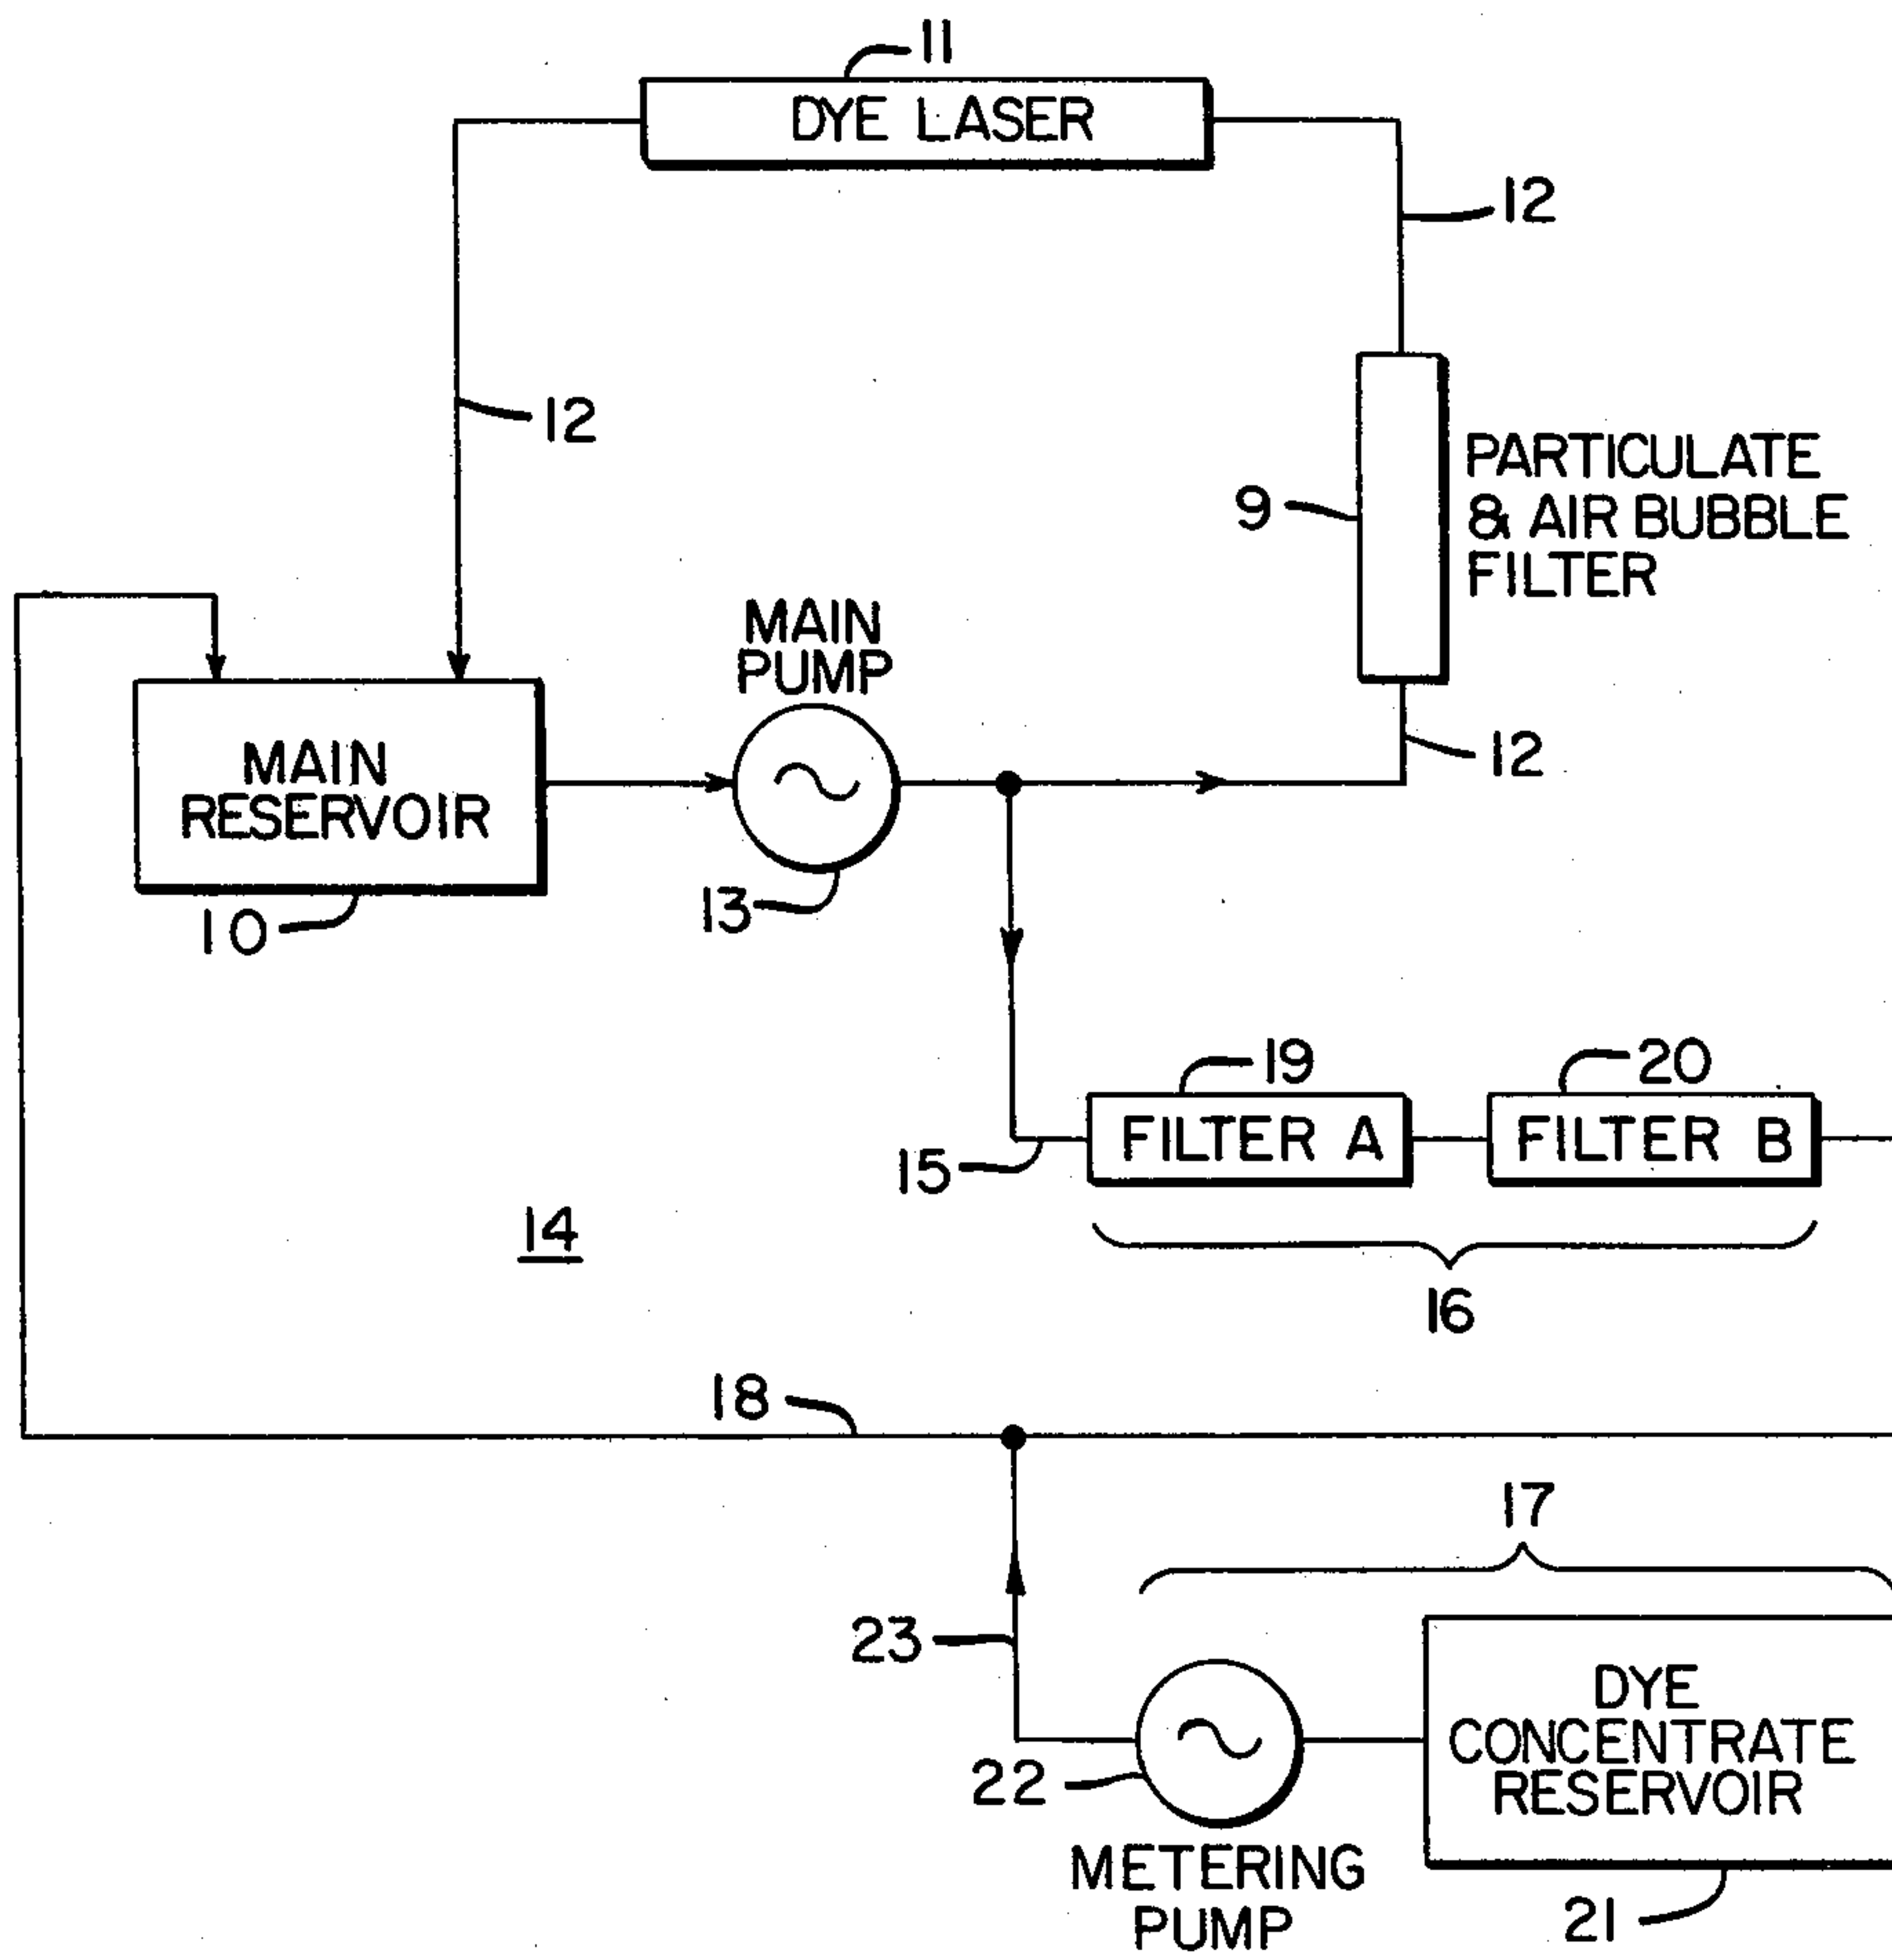 11
DYE LASER
12
12
PARTICULATE
& AIR BUBBLE
FILTER
9
MAIN
PUMP
12
MAIN
RESERVOIR
10
13
19
20
FILTER A
FILTER B
15
14
16
18
17
23
DYE
CONCENTRATE
RESERVOIR
22
METERING
PUMP
21